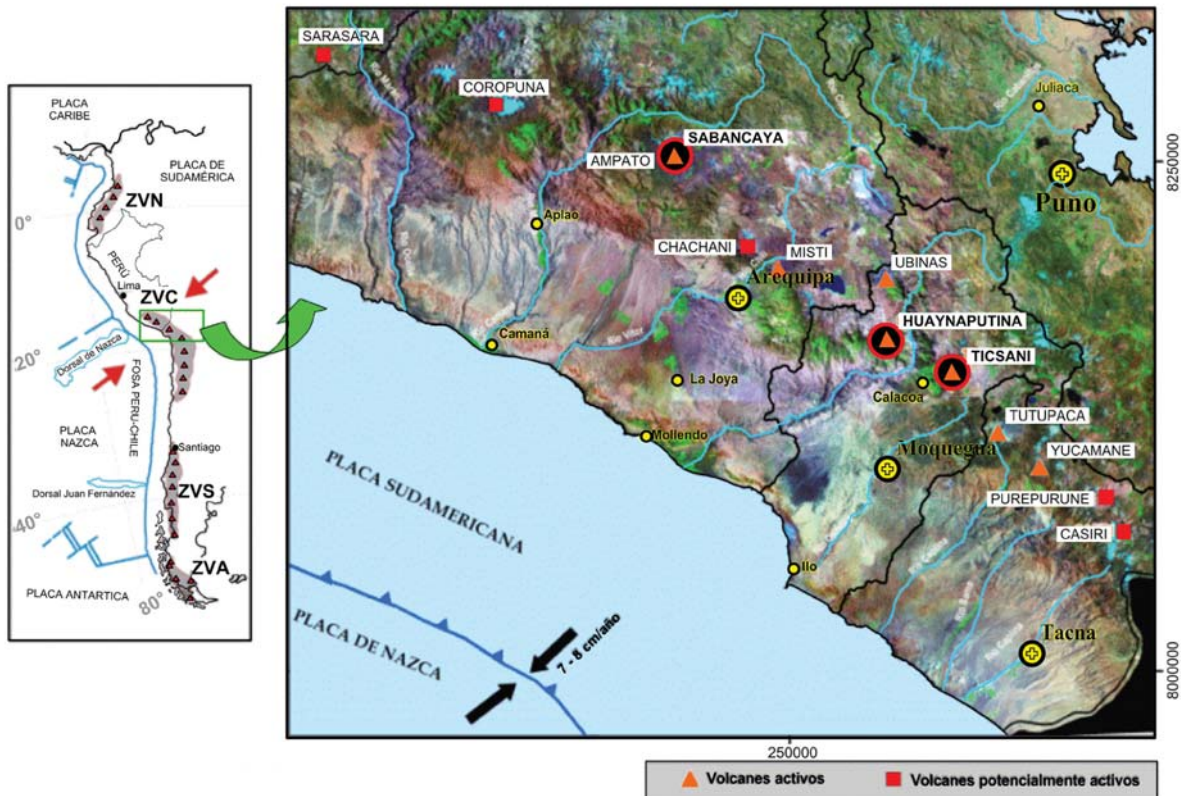 PLACA
CARIBE
PLACA DE
SUDAMÉRICA
ZVN
0°
PERÚ
Lima
ZVC
Dorsal de Nazca
20°
FOSA PERU-CHILE
PLACA
NAZCA
Santiago
Dorsal Juan Fernández
ZVS
40°
ZVA
PLACA ANTARTICA
80°
SARASARA
COROPUNA
SABANCAYA
AMPATO
Juliaca
Puno
Aplao
CHACHANI
MISTI
UBINAS
Arequipa
HUAYNAPUTINA
Camaná
TICSANI
La Joya
Calacoa
TUTUPACA
Mollendo
Moquegua
YUCAMANE
PUREPURUNE
CASIRI
PLACA SUDAMERICANA
Ilo
PLACA DE NAZCA
7 - 8 cm/año
Tacna
8250000
8000000
250000
Volcanes activos
Volcanes potencialmente activos